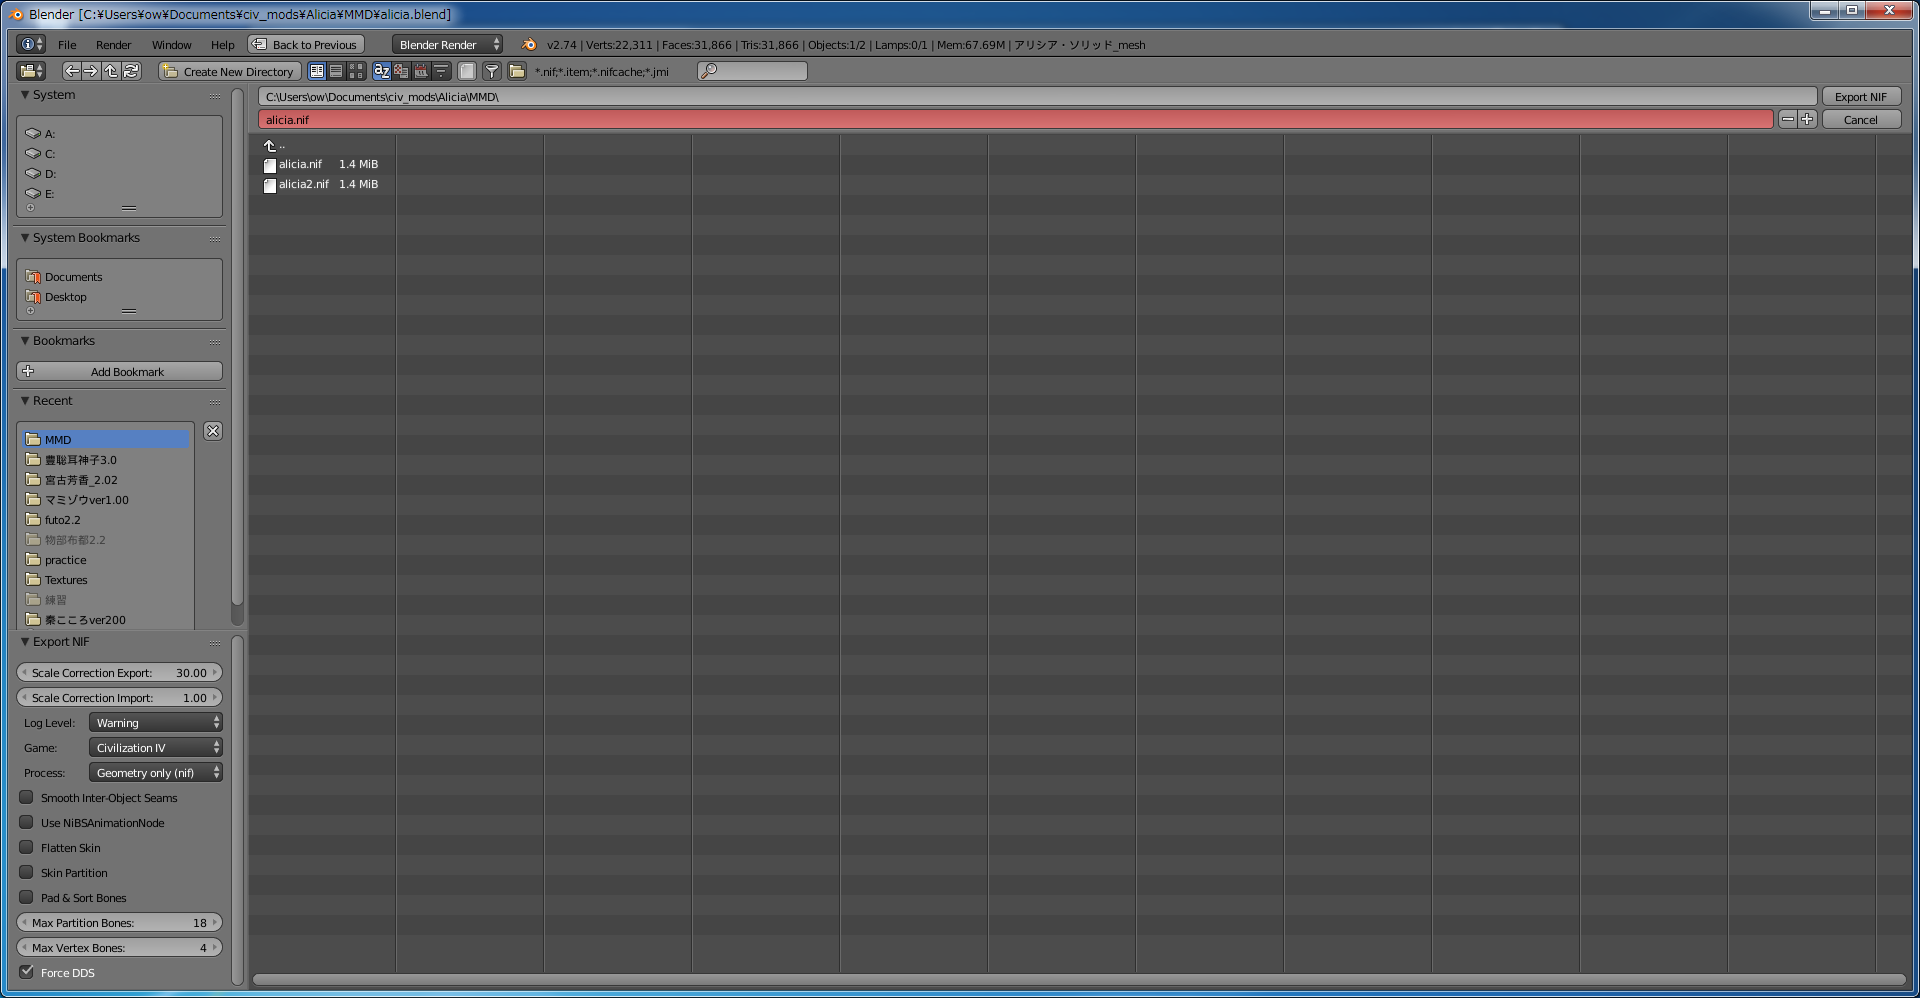 Blender [C:¥Users¥ow¥Documents¥civ_mods¥Alicia¥MMD¥alicia.blend]
File Render Window Help Back to Previous Blender Render v2.74 | Verts:22,311 | Faces:31,866 | Tris:31,866 | Objects:1/2 | Lamps:0/1 | Mem:67.69M | アリシア・ソリッド_mesh
Create New Directory *.nif;*.item;*.nifcache;*.jmi
System
A:
C:
D:
E:
System Bookmarks
Documents
Desktop
Bookmarks
Add Bookmark
Recent
MMD
豊聡耳神子3.0
宮古芳香_2.02
マミゾウver1.00
futo2.2
物部布都2.2
practice
Textures
練習
秦こころver200
Export NIF
Scale Correction Export: 30.00
Scale Correction Import: 1.00
Log Level: Warning
Game: Civilization IV
Process: Geometry only (nif)
Smooth Inter-Object Seams
Use NiBSAnimationNode
Flatten Skin
Skin Partition
Pad & Sort Bones
Max Partition Bones: 18
Max Vertex Bones: 4
Force DDS
C:\Users\ow\Documents\civ_mods\Alicia\MMD\ Export NIF
alicia.nif Cancel
..
alicia.nif 1.4 MiB
alicia2.nif 1.4 MiB